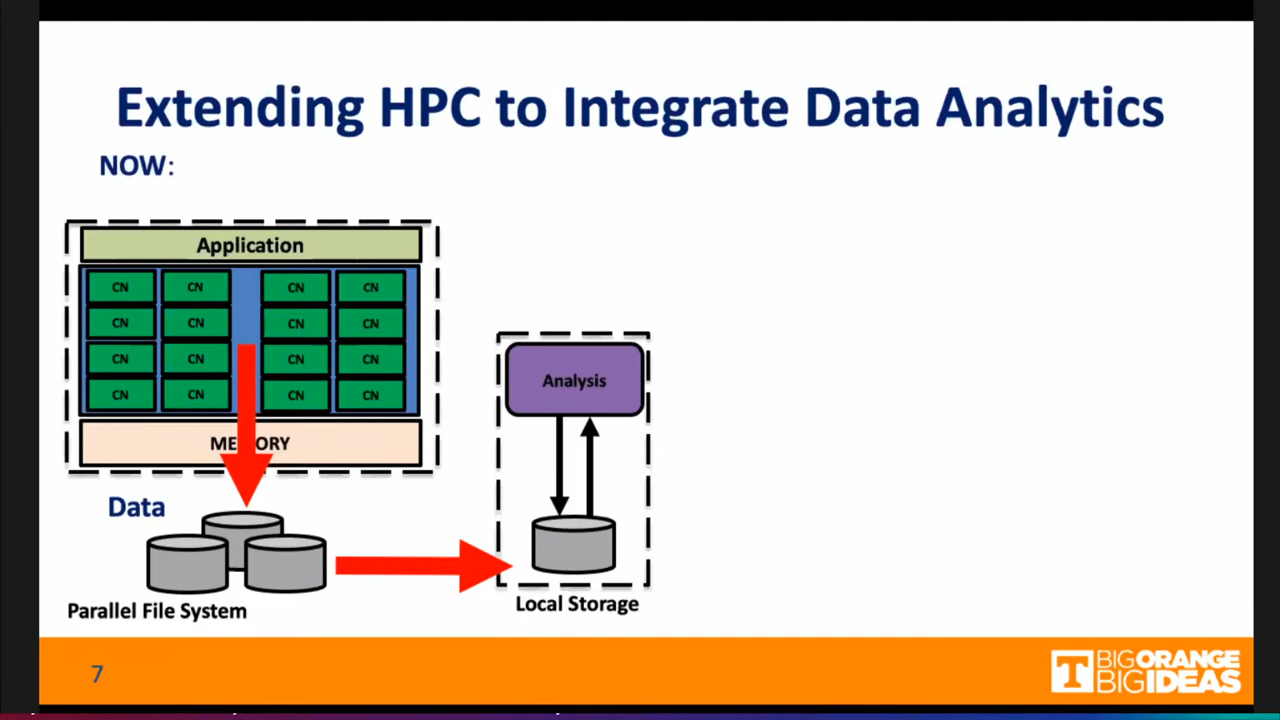 Extending HPC to Integrate Data Analytics
NOW:
Application
CN CN CN CN
CN CN CN CN
CN CN CN CN
CN CN CN CN
MEMORY
Analysis
Data
Parallel File System
Local Storage
7
T BIG ORANGE
BIG IDEAS